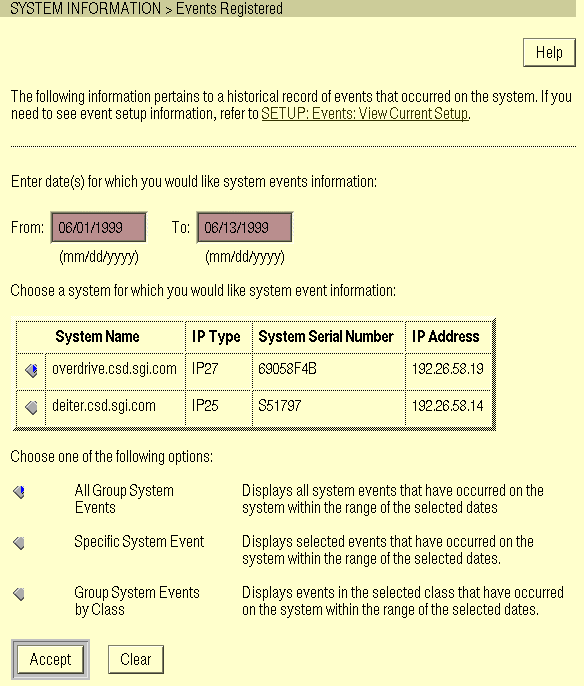 SYSTEM INFORMATION > Events Registered
Help
The following information pertains to a historical record of events that occurred on the system. If you
need to see event setup information, refer to SETUP: Events: View Current Setup.
Enter date(s) for which you would like system events information:
From: 06/01/1999 To: 06/13/1999
(mm/dd/yyyy) (mm/dd/yyyy)
Choose a system for which you would like system event information:
System Name IP Type System Serial Number IP Address
overdrive.csd.sgi.com IP27 69058F4B 192.26.58.19
deiter.csd.sgi.com IP25 S51797 192.26.58.14
Choose one of the following options:
All Group System Displays all system events that have occurred on the
Events system within the range of the selected dates
Specific System Event Displays selected events that have occurred on the
system within the range of the selected dates.
Group System Events Displays events in the selected class that have occurred
by Class on the system within the range of the selected dates.
Accept Clear